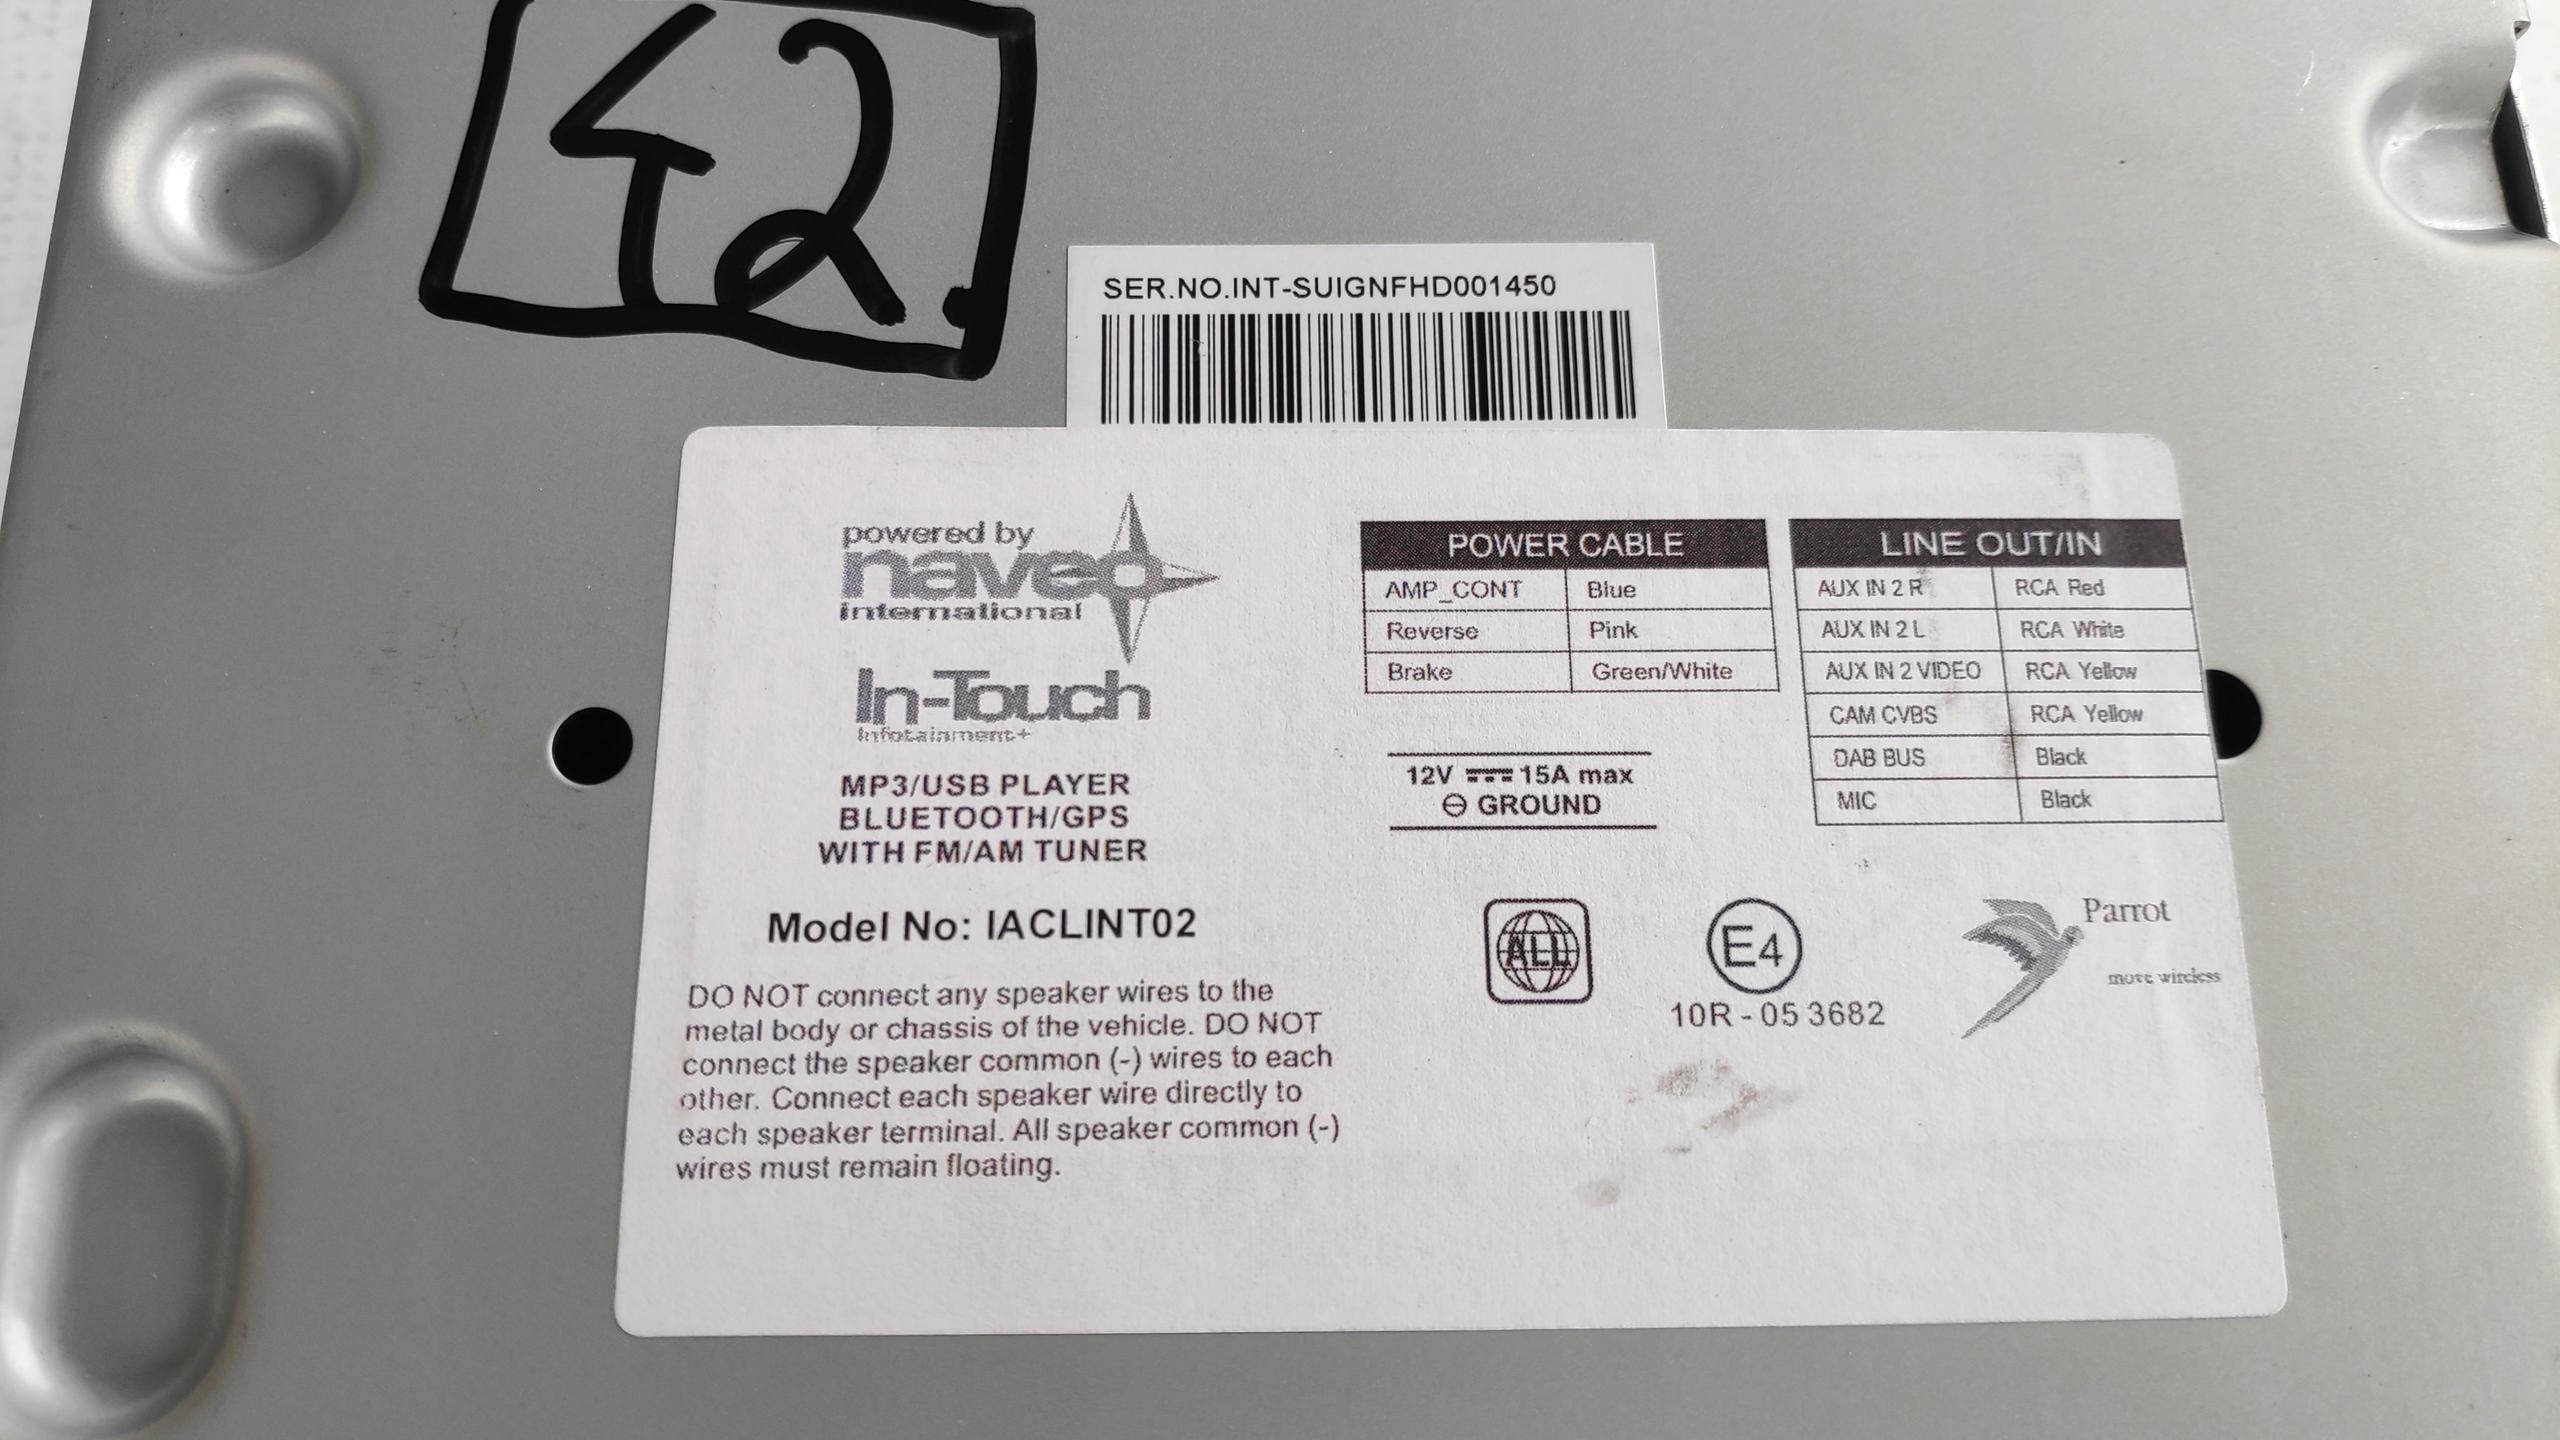 42
SER.NO.INT-SUIGNFHD001450
powered by
naveo
international
In-Touch
Infotainment+
MP3/USB PLAYER
BLUETOOTH/GPS
WITH FM/AM TUNER
Model No: IACLINT02
DO NOT connect any speaker wires to the
metal body or chassis of the vehicle. DO NOT
connect the speaker common (-) wires to each
other. Connect each speaker wire directly to
each speaker terminal. All speaker common (-)
wires must remain floating.
POWER CABLE
AMP_CONT Blue
Reverse Pink
Brake Green/White
12V 15A max
GROUND
LINE OUT/IN
AUX IN 2 R RCA Red
AUX IN 2 L RCA White
AUX IN 2 VIDEO RCA Yellow
CAM CVBS RCA Yellow
DAB BUS Black
MIC Black
ALL
E4
10R - 05 3682
Parrot
move wireless